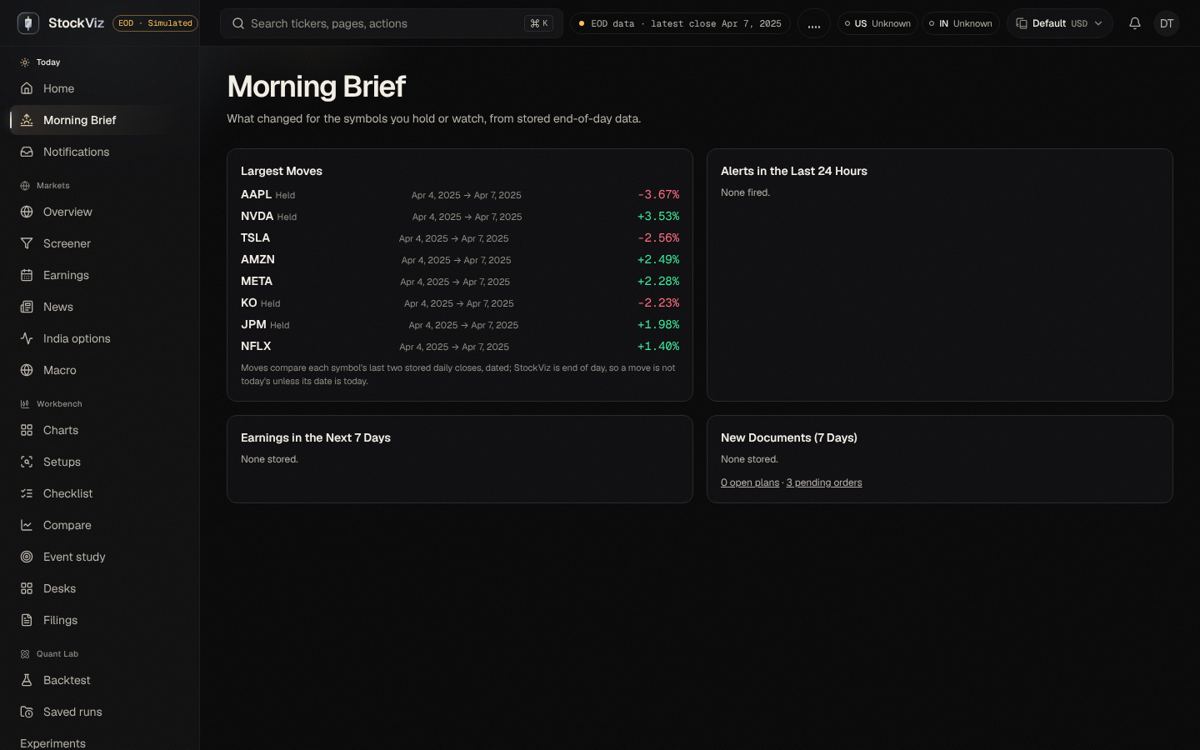 StockViz
EOD · Simulated
Search tickers, pages, actions
⌘ K
EOD data · latest close Apr 7, 2025
....
US Unknown
IN Unknown
Default USD
DT
Today
Home
Morning Brief
Notifications
Markets
Overview
Screener
Earnings
News
India options
Macro
Workbench
Charts
Setups
Checklist
Compare
Event study
Desks
Filings
Quant Lab
Backtest
Saved runs
Experiments
Morning Brief
What changed for the symbols you hold or watch, from stored end-of-day data.
Largest Moves
AAPL Held Apr 4, 2025 → Apr 7, 2025 -3.67%
NVDA Held Apr 4, 2025 → Apr 7, 2025 +3.53%
TSLA Apr 4, 2025 → Apr 7, 2025 -2.56%
AMZN Apr 4, 2025 → Apr 7, 2025 +2.49%
META Apr 4, 2025 → Apr 7, 2025 +2.28%
KO Held Apr 4, 2025 → Apr 7, 2025 -2.23%
JPM Held Apr 4, 2025 → Apr 7, 2025 +1.98%
NFLX Apr 4, 2025 → Apr 7, 2025 +1.40%
Moves compare each symbol's last two stored daily closes, dated; StockViz is end of day, so a move is not
today's unless its date is today.
Alerts in the Last 24 Hours
None fired.
Earnings in the Next 7 Days
None stored.
New Documents (7 Days)
None stored.
0 open plans · 3 pending orders